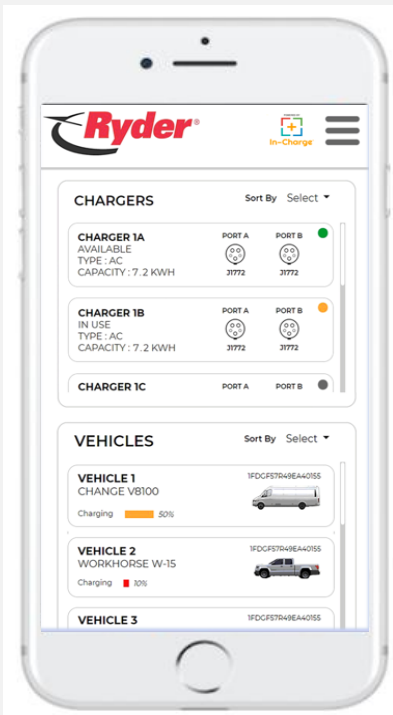 Ryder®
POWERED BY
In-Charge
CHARGERS
Sort By Select
CHARGER 1A
AVAILABLE
TYPE : AC
CAPACITY : 7.2 KWH
PORT A PORT B
J1772 J1772
CHARGER 1B
IN USE
TYPE : AC
CAPACITY : 7.2 KWH
PORT A PORT B
J1772 J1772
CHARGER 1C
PORT A PORT B
VEHICLES
Sort By Select
VEHICLE 1
CHANGE V8100
Charging 50%
1FDGF57R49EA40155
VEHICLE 2
WORKHORSE W-15
Charging 10%
1FDGF57R49EA40155
VEHICLE 3
1FDGF57R49EA40155